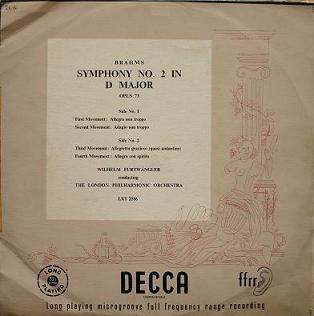 BRAHMS
SYMPHONY NO. 2 IN
D MAJOR
OPUS 73
Side No. 1
First Movement: Allegro non troppo
Second Movement: Adagio non troppo
Side No. 2
Third Movement: Allegretto grazioso (quasi andantino)
Fourth Movement: Allegro con spirito
WILHELM FURTWÄNGLER
conducting
THE LONDON PHILHARMONIC ORCHESTRA
LXT 2586
LONG
PLAYING
DECCA
ffrr
Long playing microgroove full frequency range recording